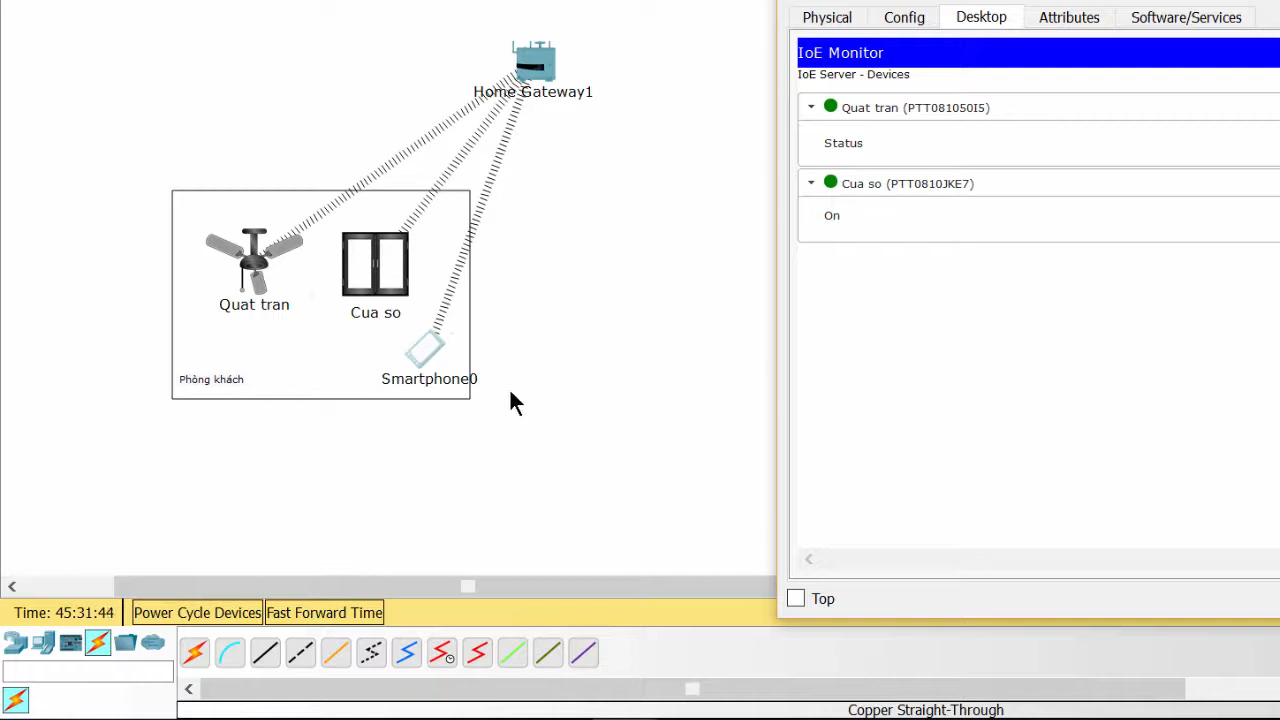 Physical
Config
Desktop
Attributes
Software/Services
IoE Monitor
IoE Server - Devices
Quat tran (PTT081050I5)
Status
Cua so (PTT0810JKE7)
On
Top
Home Gateway1
Quat tran
Cua so
Smartphone0
Phòng khách
Time: 45:31:44
Power Cycle Devices
Fast Forward Time
Copper Straight-Through